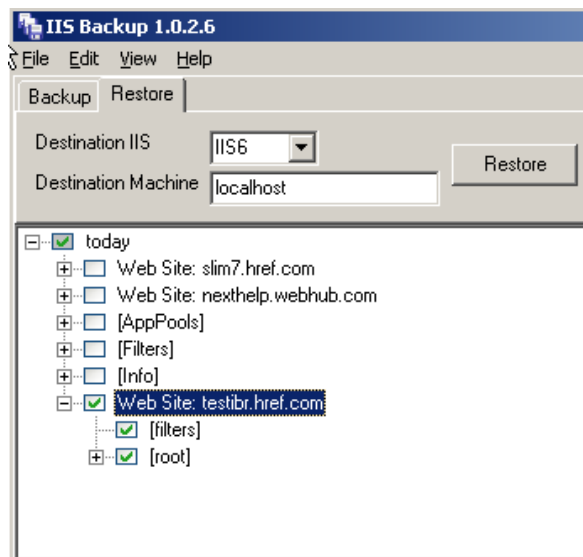 IIS Backup 1.0.2.6
File Edit View Help
Backup Restore
Destination IIS IIS6
Restore
Destination Machine localhost
today
Web Site: slim7.href.com
Web Site: nexthelp.webhub.com
[AppPools]
[Filters]
[Info]
Web Site: testibr.href.com
[filters]
[root]